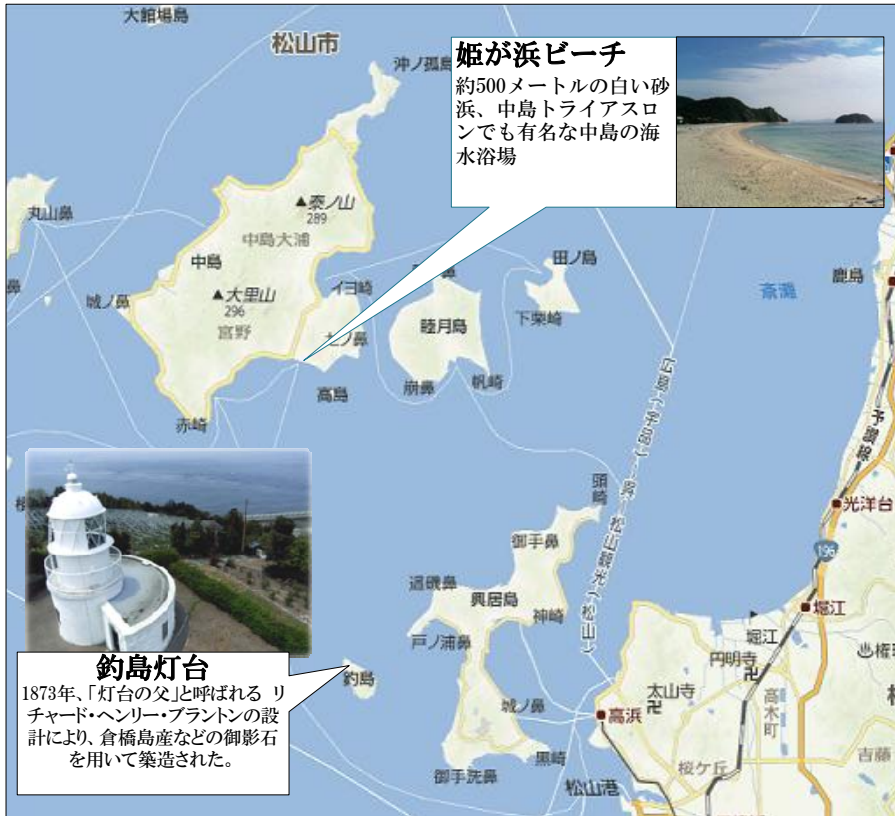 大館場島
松山市
沖ノ孤島
姫が浜ビーチ
約500メートルの白い砂
浜、中島トライアスロ
ンでも有名な中島の海
水浴場
丸山鼻
▲泰ノ山
289
中島大浦
中島
▲大里山
296
宮野
城ノ鼻
イヨ崎
七ノ鼻
高島
赤崎
睦月島
崩鼻
帆崎
田ノ島
下柴崎
斎灘
鹿島
予讃線
光洋台
196
堀江
堀江
円明寺
卍
太山寺
卍
高木町
高浜
松山港
桜ケ丘
吉藤
頭崎
御手鼻
興居島
神崎
戸ノ浦鼻
城ノ鼻
黒崎
御手洗鼻
釣島
釣島灯台
1873年、「灯台の父」と呼ばれる リ
チャード・ヘンリー・ブラントンの設
計により、倉橋島産などの御影石
を用いて築造された。